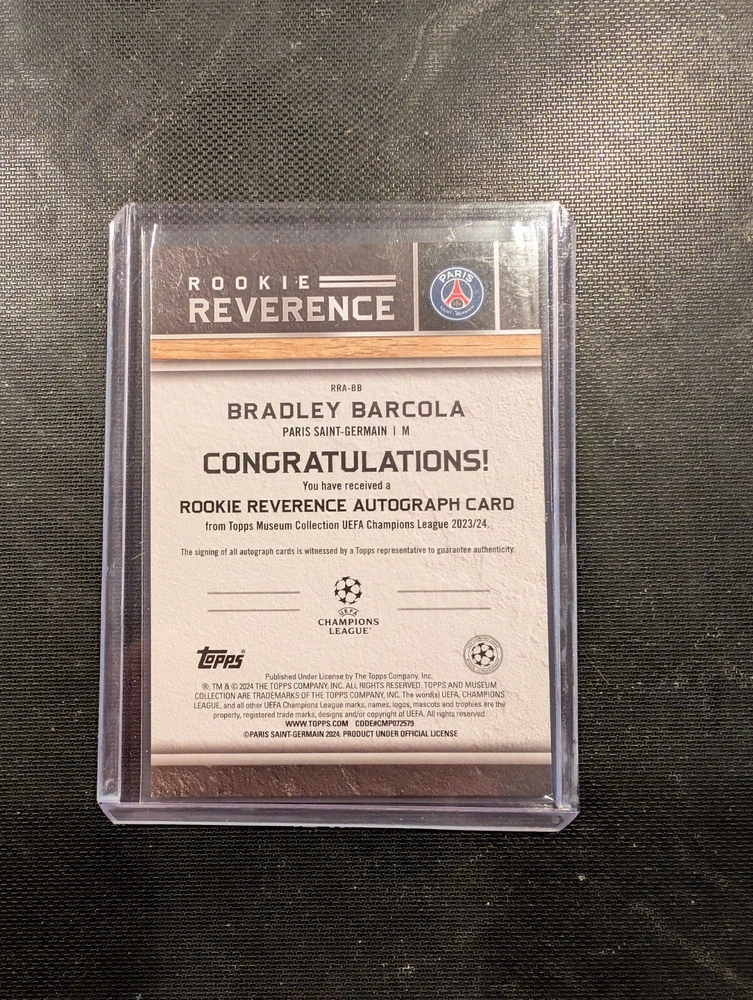 ROOKIE
REVERENCE
PARIS
RRA-BB
BRADLEY BARCOLA
PARIS SAINT-GERMAIN | M
CONGRATULATIONS!
You have received a
ROOKIE REVERENCE AUTOGRAPH CARD
from Topps Museum Collection UEFA Champions League 2023/24.
The signing of all autograph cards is witnessed by a Topps representative to guarantee authenticity.
UEFA
CHAMPIONS
LEAGUE®
Topps®
Published Under License by The Topps Company, Inc.
®, TM & © 2024 THE TOPPS COMPANY, INC. ALL RIGHTS RESERVED. TOPPS AND MUSEUM
COLLECTION ARE TRADEMARKS OF THE TOPPS COMPANY, INC. The word(s) UEFA, CHAMPIONS
LEAGUE, and all other UEFA Champions League marks, names, logos, mascots and trophies are the
property, registered trade marks, designs and/or copyright of UEFA. All rights reserved.
WWW.TOPPS.COM CODE#CMP072579
©PARIS SAINT-GERMAIN 2024. PRODUCT UNDER OFFICIAL LICENSE